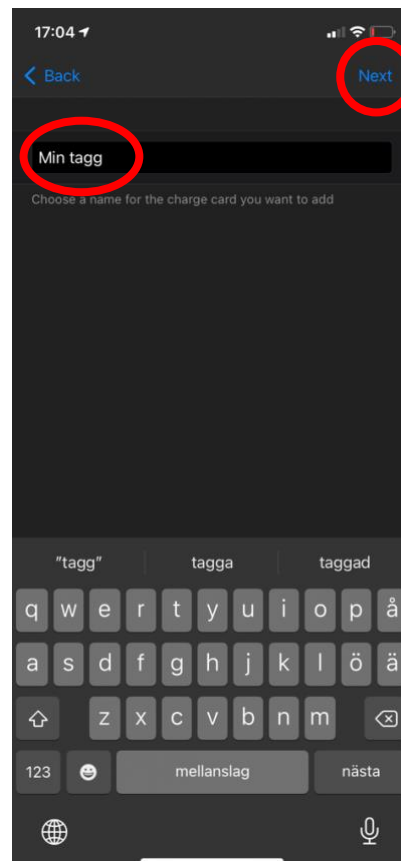 17:04
Back
Next
Min tagg
Choose a name for the charge card you want to add
"tagg" tagga taggad
q w e r t y u i o p å
a s d f g h j k l ö ä
z x c v b n m
123 mellanslag nästa